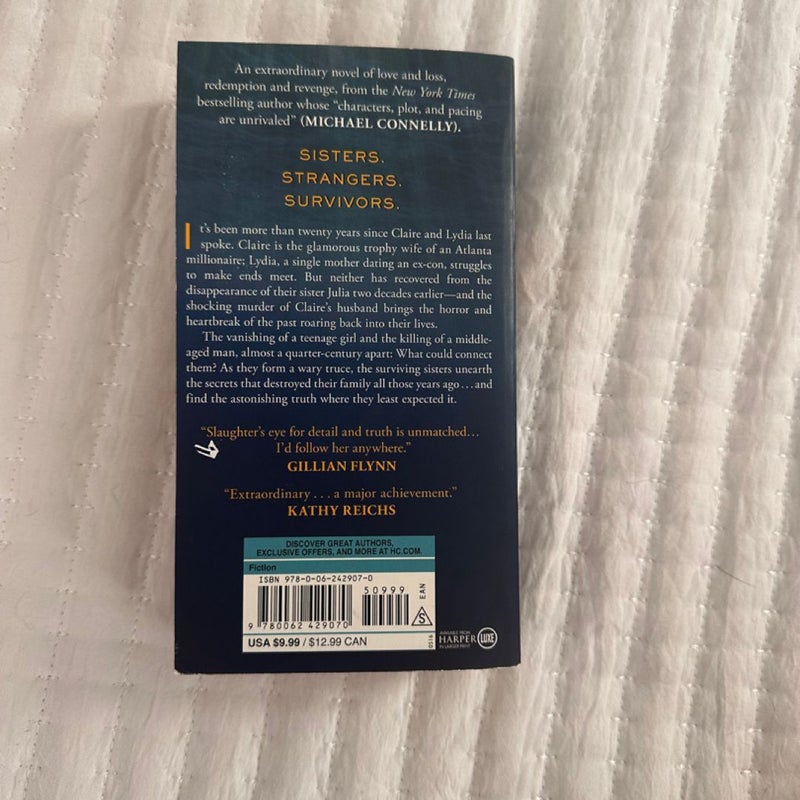 An extraordinary novel of love and loss,
redemption and revenge, from the New York Times
bestselling author whose "characters, plot, and pacing
are unrivaled" (MICHAEL CONNELLY).
SISTERS.
STRANGERS.
SURVIVORS.
It's been more than twenty years since Claire and Lydia last
spoke. Claire is the glamorous trophy wife of an Atlanta
millionaire; Lydia, a single mother dating an ex-con, struggles
to make ends meet. But neither has recovered from the
disappearance of their sister Julia two decades earlier—and the
shocking murder of Claire's husband brings the horror and
heartbreak of the past roaring back into their lives.
The vanishing of a teenage girl and the killing of a middle-
aged man, almost a quarter-century apart: What could connect
them? As they form a wary truce, the surviving sisters unearth
the secrets that destroyed their family all those years ago...and
find the astonishing truth where they least expected it.
"Slaughter's eye for detail and truth is unmatched...
I'd follow her anywhere."
GILLIAN FLYNN
"Extraordinary . . . a major achievement."
KATHY REICHS
DISCOVER GREAT AUTHORS,
EXCLUSIVE OFFERS, AND MORE AT HC.COM.
Fiction
ISBN 978-0-06-242907-0
50999
EAN
S
9 780062 429070
USA $9.99 / $12.99 CAN
0516
AVAILABLE FROM
HARPER LUXE
IN LARGER PRINT